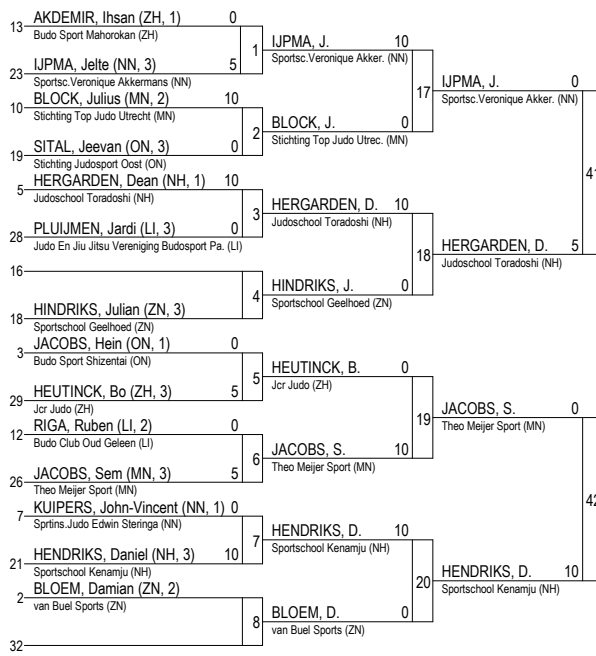 13 AKDEMIR, Ihsan (ZH, 1) 0
Budo Sport Mahorokan (ZH)
1
23 IJPMA, Jelte (NN, 3) 5
Sportsc.Veronique Akkermans (NN)
10 BLOCK, Julius (MN, 2) 10
Stichting Top Judo Utrecht (MN)
2
19 SITAL, Jeevan (ON, 3) 0
Stichting Judosport Oost (ON)
5 HERGARDEN, Dean (NH, 1) 10
Judoschool Toradoshi (NH)
3
28 PLUIJMEN, Jardi (LI, 3) 0
Judo En Jiu Jitsu Vereniging Budosport Pa. (LI)
16
4
18 HINDRIKS, Julian (ZN, 3)
Sportschool Geelhoed (ZN)
3 JACOBS, Hein (ON, 1) 0
Budo Sport Shizentai (ON)
5
29 HEUTINCK, Bo (ZH, 3) 5
Jcr Judo (ZH)
12 RIGA, Ruben (LI, 2) 0
Budo Club Oud Geleen (LI)
6
26 JACOBS, Sem (MN, 3) 5
Theo Meijer Sport (MN)
7 KUIPERS, John-Vincent (NN, 1) 0
Sprtins.Judo Edwin Steringa (NN)
7
21 HENDRIKS, Daniel (NH, 3) 10
Sportschool Kenamju (NH)
2 BLOEM, Damian (ZN, 2)
van Buel Sports (ZN)
8
32
IJPMA, J. 10
Sportsc.Veronique Akker. (NN)
17
BLOCK, J. 0
Stichting Top Judo Utrec. (MN)
HERGARDEN, D. 10
Judoschool Toradoshi (NH)
18
HINDRIKS, J. 0
Sportschool Geelhoed (ZN)
HEUTINCK, B. 0
Jcr Judo (ZH)
19
JACOBS, S. 10
Theo Meijer Sport (MN)
HENDRIKS, D. 10
Sportschool Kenamju (NH)
20
BLOEM, D. 0
van Buel Sports (ZN)
IJPMA, J. 0
Sportsc.Veronique Akker. (NN)
41
HERGARDEN, D. 5
Judoschool Toradoshi (NH)
JACOBS, S. 0
Theo Meijer Sport (MN)
42
HENDRIKS, D. 10
Sportschool Kenamju (NH)